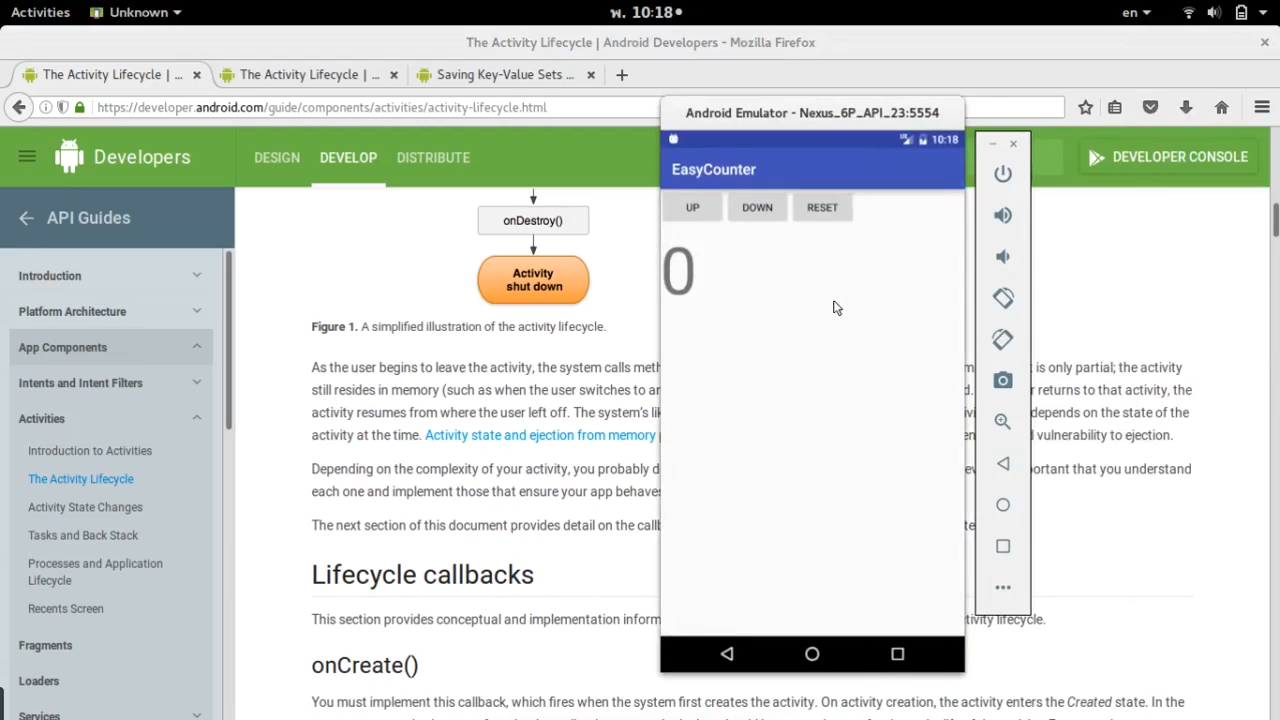 Activities Unknown พ. 10:18 en
The Activity Lifecycle | Android Developers - Mozilla Firefox
The Activity Lifecycle | ... The Activity Lifecycle | ... Saving Key-Value Sets ...
https://developer.android.com/guide/components/activities/activity-lifecycle.html
Developers DESIGN DEVELOP DISTRIBUTE DEVELOPER CONSOLE
API Guides
Introduction
Platform Architecture
App Components
Intents and Intent Filters
Activities
Introduction to Activities
The Activity Lifecycle
Activity State Changes
Tasks and Back Stack
Processes and Application
Lifecycle
Recents Screen
Fragments
Loaders
Services
onDestroy()
Activity
shut down
Figure 1. A simplified illustration of the activity lifecycle.
As the user begins to leave the activity, the system calls meth is only partial; the activity
still resides in memory (such as when the user switches to an r returns to that activity, the
activity resumes from where the user left off. The system's lik depends on the state of the
activity at the time. Activity state and ejection from memory vulnerability to ejection.
Depending on the complexity of your activity, you probably d portant that you understand
each one and implement those that ensure your app behaves
The next section of this document provides detail on the callb
Lifecycle callbacks
This section provides conceptual and implementation inform tivity lifecycle.
onCreate()
You must implement this callback, which fires when the system first creates the activity. On activity creation, the activity enters the Created state. In the
Android Emulator - Nexus_6P_API_23:5554
10:18
EasyCounter
UP DOWN RESET
0